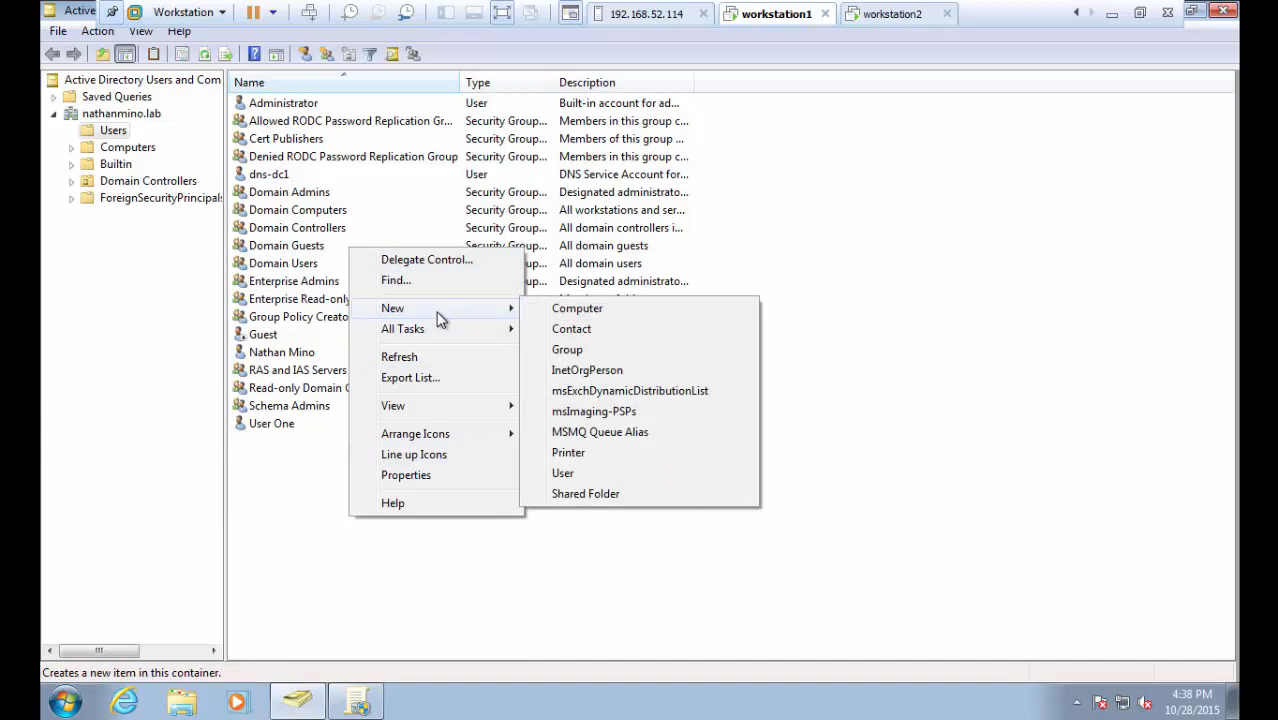 Active
Workstation
192.168.52.114
workstation1
workstation2
File Action View Help
Active Directory Users and Com
Saved Queries
nathanmino.lab
Users
Computers
Builtin
Domain Controllers
ForeignSecurityPrincipals
Name Type Description
Administrator User Built-in account for ad...
Allowed RODC Password Replication Gr... Security Group... Members in this group c...
Cert Publishers Security Group... Members of this group ...
Denied RODC Password Replication Group Security Group... Members in this group c...
dns-dc1 User DNS Service Account for
Domain Admins Security Group... Designated administrato...
Domain Computers Security Group... All workstations and ser...
Domain Controllers Security Group... All domain controllers i...
Domain Guests Security Group... All domain guests
Domain Users All domain users
Enterprise Admins Designated administrato...
Enterprise Read-only
Group Policy Creato
Guest
Nathan Mino
RAS and IAS Servers
Read-only Domain C
Schema Admins
User One
Delegate Control...
Find...
New
All Tasks
Refresh
Export List...
View
Arrange Icons
Line up Icons
Properties
Help
Computer
Contact
Group
InetOrgPerson
msExchDynamicDistributionList
msImaging-PSPs
MSMQ Queue Alias
Printer
User
Shared Folder
Creates a new item in this container.
4:38 PM
10/28/2015